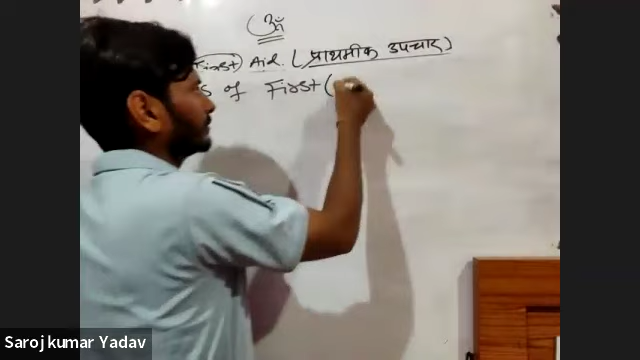 ॐ
First) Aid. (प्राथमीक उपचार)
of First (
Saroj kumar Yadav